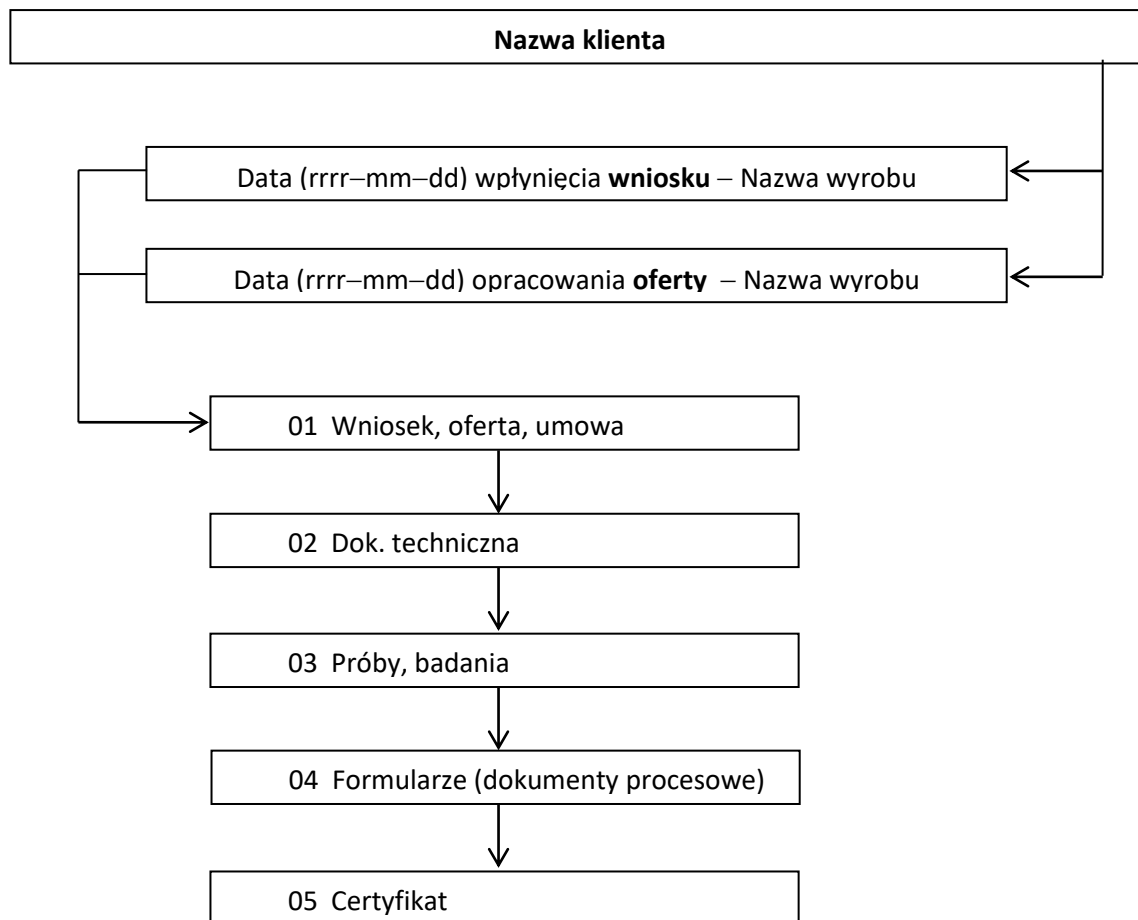 Nazwa klienta
Data (rrrr–mm–dd) wpłynięcia wniosku – Nazwa wyrobu
Data (rrrr–mm–dd) opracowania oferty – Nazwa wyrobu
01 Wniosek, oferta, umowa
02 Dok. techniczna
03 Próby, badania
04 Formularze (dokumenty procesowe)
05 Certyfikat